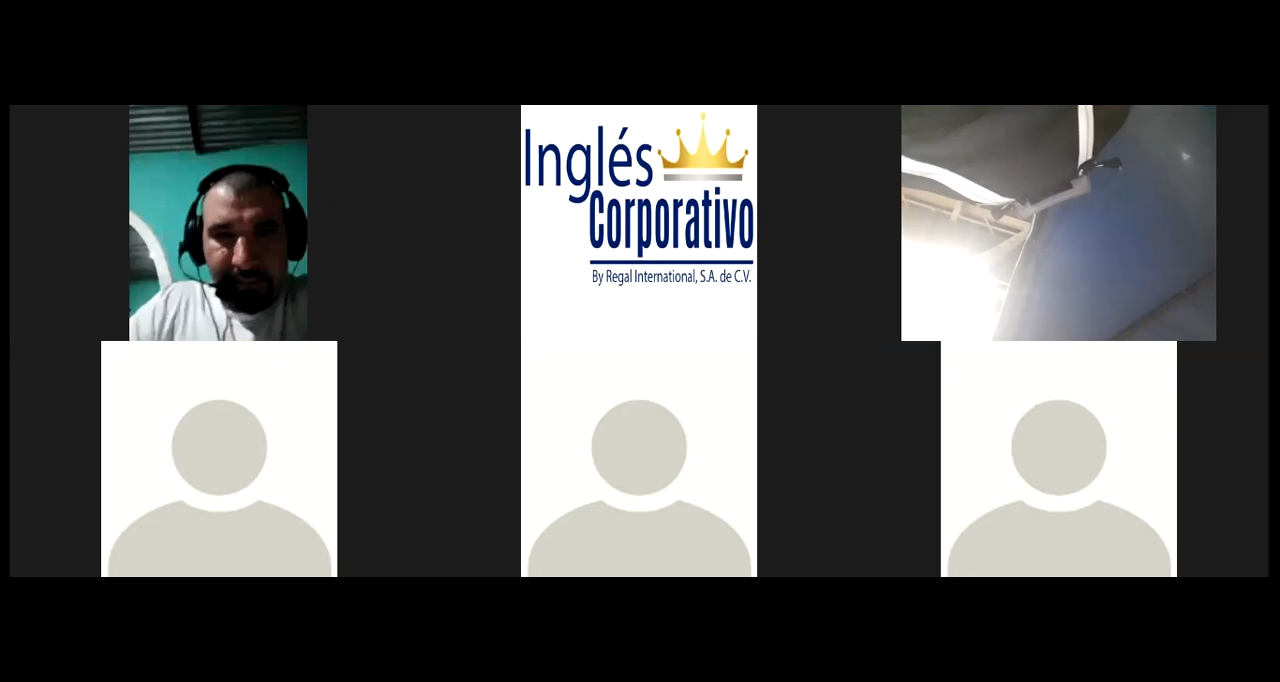 Inglés
Corporativo
By Regal International, S.A. de C.V.